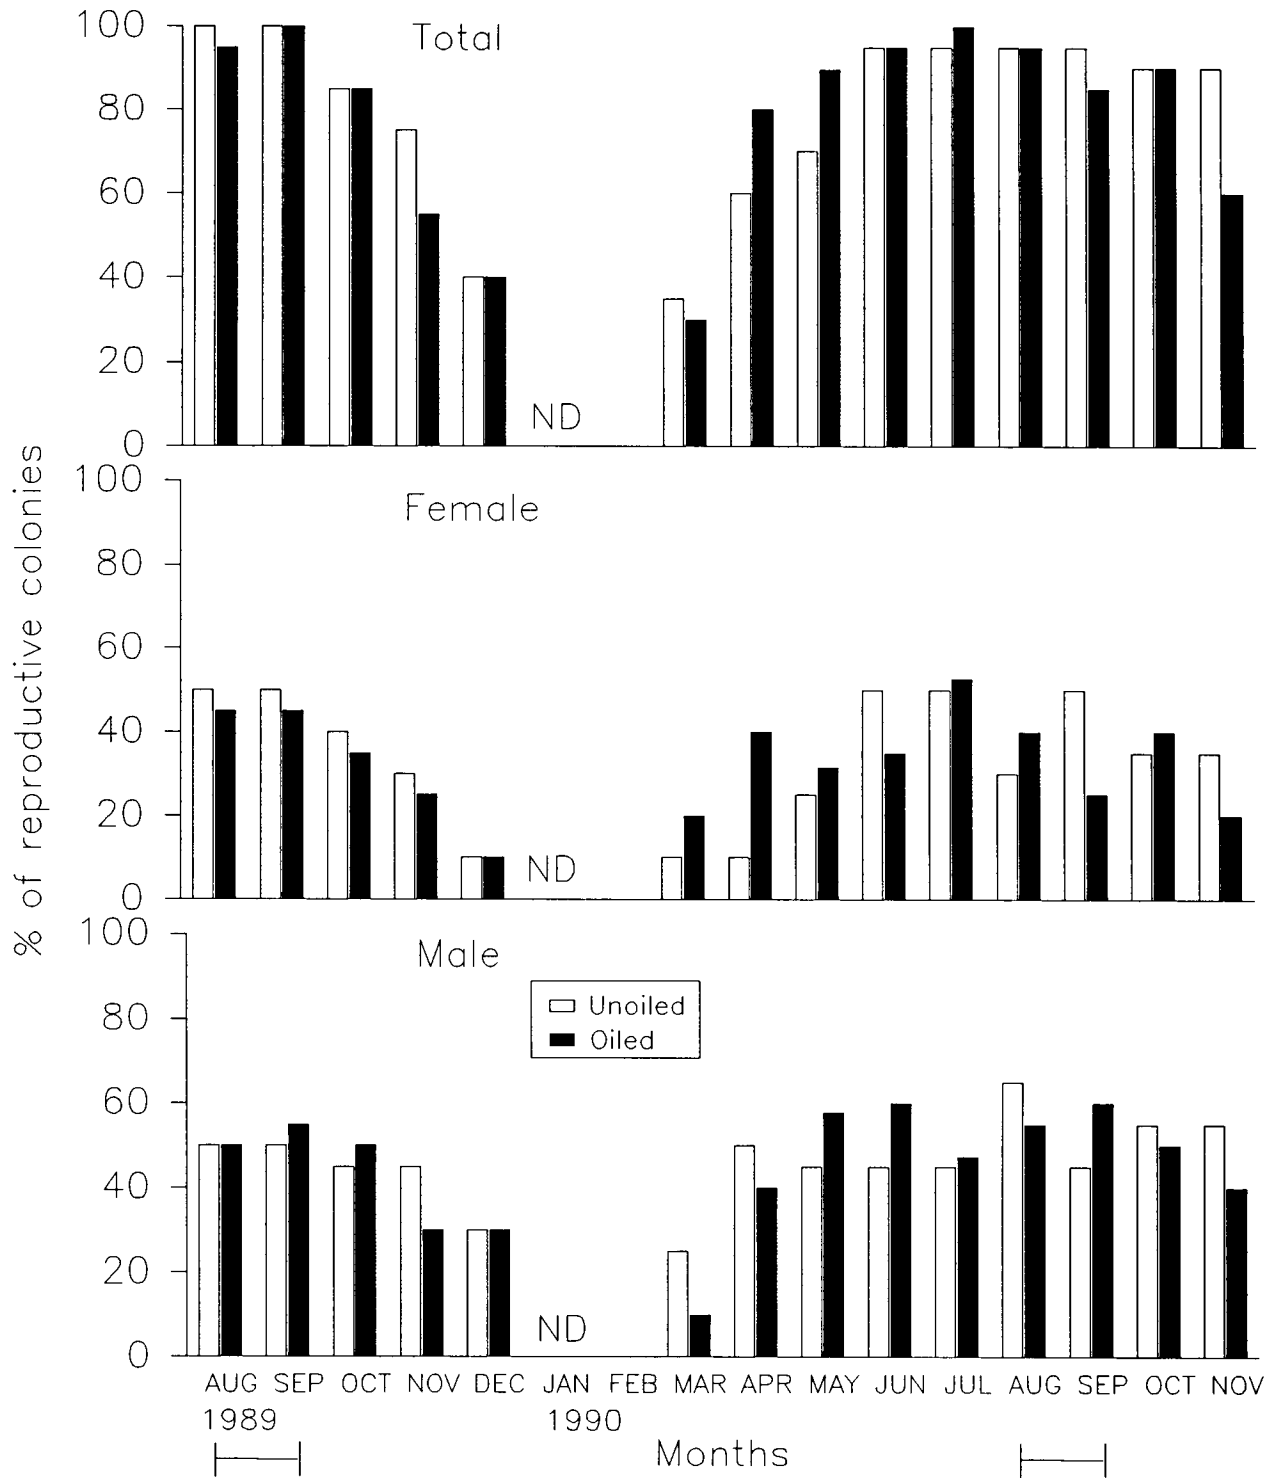 % of reproductive colonies
Total
100
80
60
40
20
0
ND
Female
100
80
60
40
20
0
ND
Male
100
80
60
40
20
0
Unoiled
Oiled
ND
AUG SEP OCT NOV DEC JAN FEB MAR APR MAY JUN JUL AUG SEP OCT NOV
1989 1990
Months